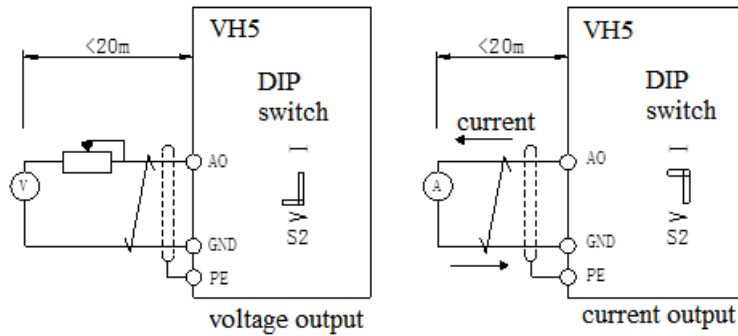 VH5
<20m
DIP
switch
I
AO
V
V
S2
GND
PE
voltage output
VH5
<20m
DIP
switch
current
I
AO
A
V
S2
GND
PE
current output